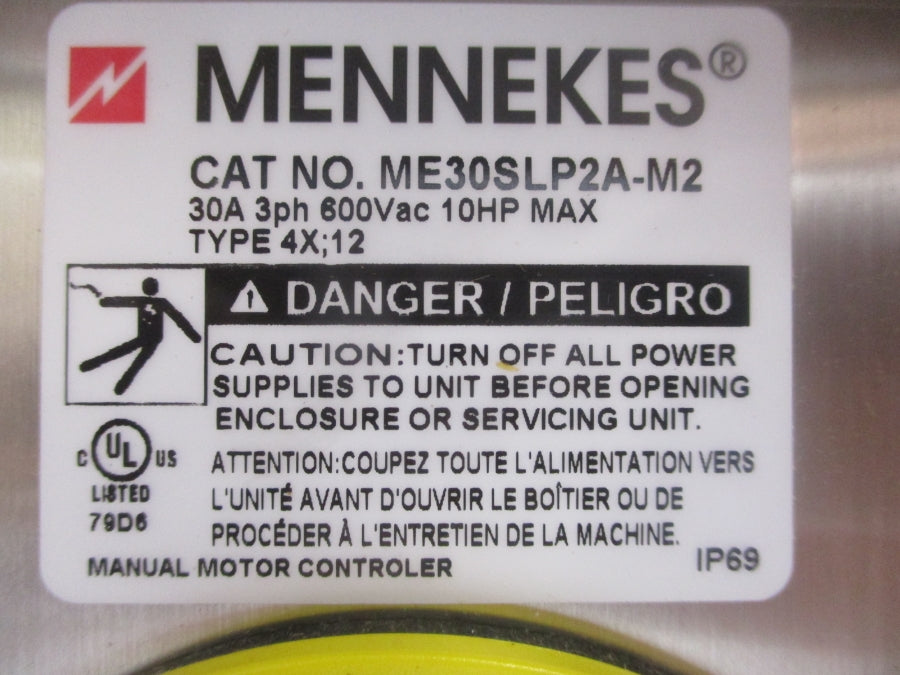 MENNEKES®
CAT NO. ME30SLP2A-M2
30A 3ph 600Vac 10HP MAX
TYPE 4X;12
DANGER / PELIGRO
CAUTION:TURN OFF ALL POWER
SUPPLIES TO UNIT BEFORE OPENING
ENCLOSURE OR SERVICING UNIT.
C UL US
LISTED
79D6
ATTENTION:COUPEZ TOUTE L'ALIMENTATION VERS
L'UNITÉ AVANT D'OUVRIR LE BOÎTIER OU DE
PROCÉDER À L'ENTRETIEN DE LA MACHINE.
MANUAL MOTOR CONTROLER
IP69